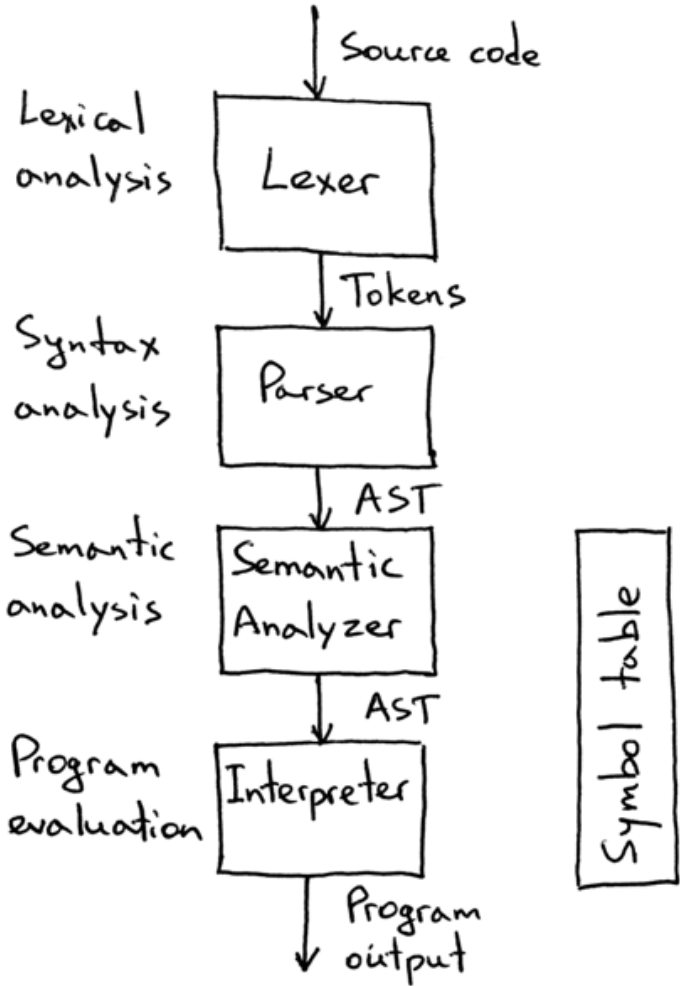 Source code
Lexical
analysis
Lexer
Tokens
Syntax
analysis
Parser
AST
Semantic
analysis
Semantic
Analyzer
AST
Program
evaluation
Interpreter
Program
output
Symbol table